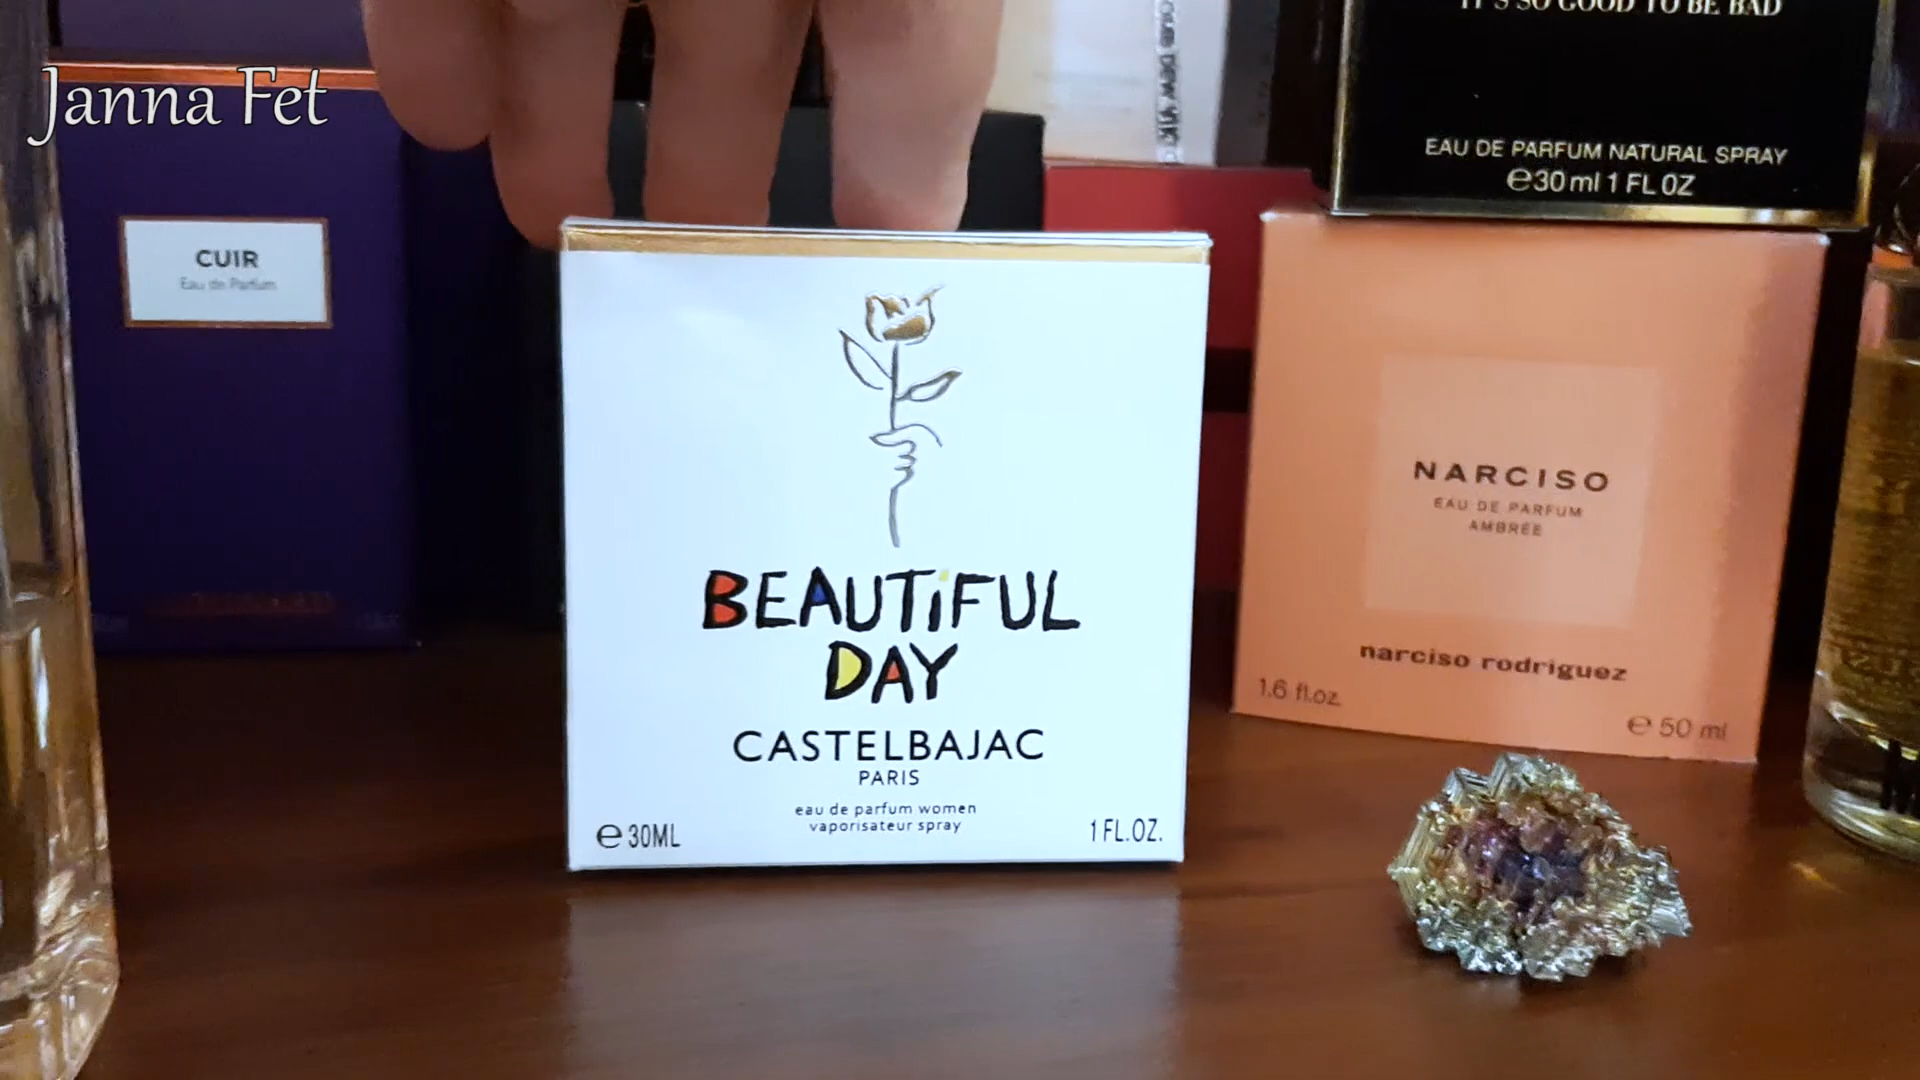 Janna Fet
CUIR
Eau de Parfum
BEAUTiFUL
DAY
CASTELBAJAC
PARIS
eau de parfum women
vaporisateur spray
e 30ML
1 FL.OZ.
IT'S SO GOOD TO BE BAD
EAU DE PARFUM NATURAL SPRAY
e 30 ml 1 FL OZ
NARCISO
EAU DE PARFUM
AMBRÉE
narciso rodriguez
1.6 fl.oz.
e 50 ml